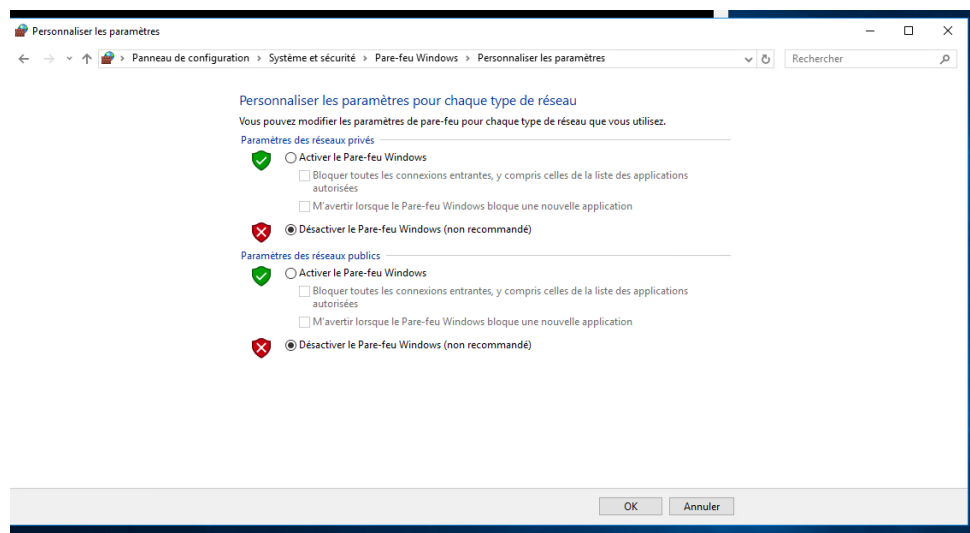 Personnaliser les paramètres
Panneau de configuration > Système et sécurité > Pare-feu Windows > Personnaliser les paramètres
Rechercher
Personnaliser les paramètres pour chaque type de réseau
Vous pouvez modifier les paramètres de pare-feu pour chaque type de réseau que vous utilisez.
Paramètres des réseaux privés
Activer le Pare-feu Windows
Bloquer toutes les connexions entrantes, y compris celles de la liste des applications
autorisées
M'avertir lorsque le Pare-feu Windows bloque une nouvelle application
Désactiver le Pare-feu Windows (non recommandé)
Paramètres des réseaux publics
Activer le Pare-feu Windows
Bloquer toutes les connexions entrantes, y compris celles de la liste des applications
autorisées
M'avertir lorsque le Pare-feu Windows bloque une nouvelle application
Désactiver le Pare-feu Windows (non recommandé)
OK
Annuler